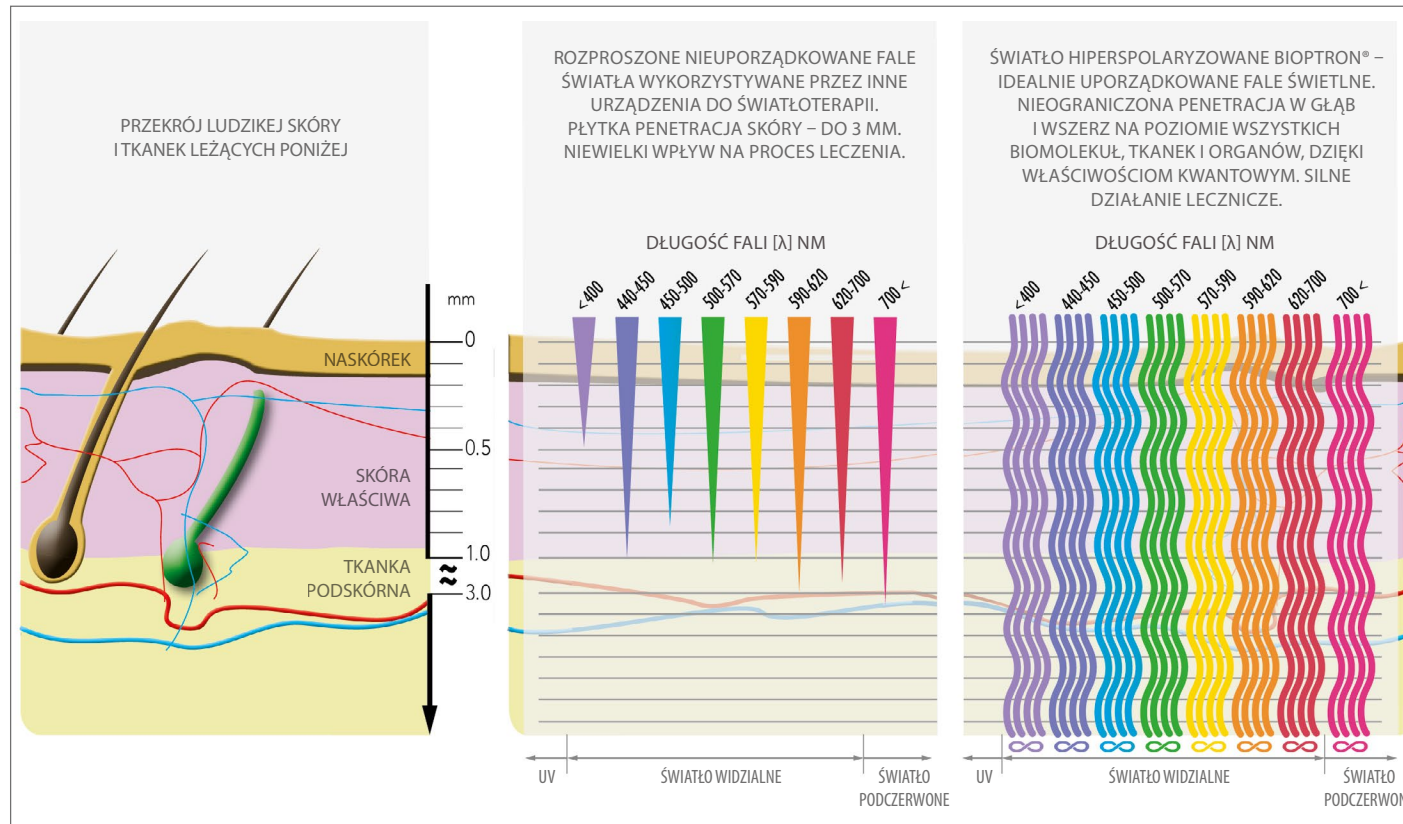 PRZEKRÓJ LUDZIKEJ SKÓRY
I TKANEK LEŻĄCYCH PONIŻEJ
mm
0
0.5
1.0
3.0
NASKÓREK
SKÓRA
WŁAŚCIWA
TKANKA
PODSKÓRNA
ROZPROSZONE NIEUPORZĄDKOWANE FALE
ŚWIATŁA WYKORZYSTYWANE PRZEZ INNE
URZĄDZENIA DO ŚWIATŁOTERAPII.
PŁYTKA PENETRACJA SKÓRY – DO 3 MM.
NIEWIELKI WPŁYW NA PROCES LECZENIA.
DŁUGOŚĆ FALI [λ] NM
< 400
440-450
450-500
500-570
570-590
590-620
620-700
700 <
UV
ŚWIATŁO WIDZIALNE
ŚWIATŁO
PODCZERWONE
ŚWIATŁO HIPERSPOLARYZOWANE BIOPTRON® –
IDEALNIE UPORZĄDKOWANE FALE ŚWIETLNE.
NIEOGRANICZONA PENETRACJA W GŁĄB
I WSZERZ NA POZIOMIE WSZYSTKICH
BIOMOLEKUŁ, TKANEK I ORGANÓW, DZIĘKI
WŁAŚCIWOŚCIOM KWANTOWYM. SILNE
DZIAŁANIE LECZNICZE.
DŁUGOŚĆ FALI [λ] NM
< 400
440-450
450-500
500-570
570-590
590-620
620-700
700 <
UV
ŚWIATŁO WIDZIALNE
ŚWIATŁO
PODCZERWON